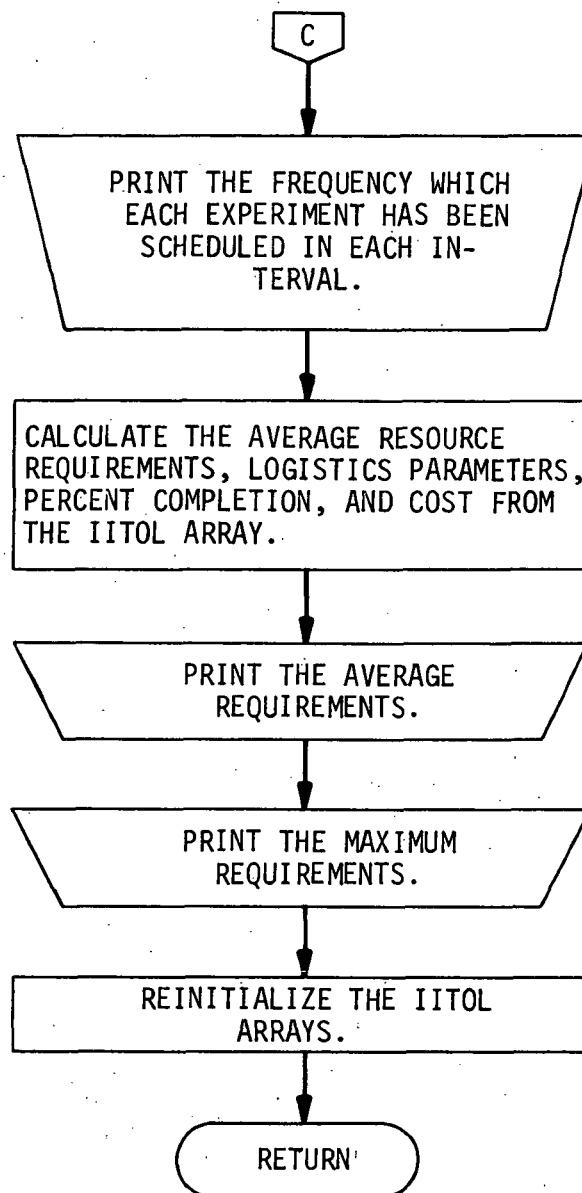 C
PRINT THE FREQUENCY WHICH
EACH EXPERIMENT HAS BEEN
SCHEDULED IN EACH IN-
TERVAL.
CALCULATE THE AVERAGE RESOURCE
REQUIREMENTS, LOGISTICS PARAMETERS,
PERCENT COMPLETION, AND COST FROM
THE IITOL ARRAY.
PRINT THE AVERAGE
REQUIREMENTS.
PRINT THE MAXIMUM
REQUIREMENTS.
REINITIALIZE THE IITOL
ARRAYS.
RETURN